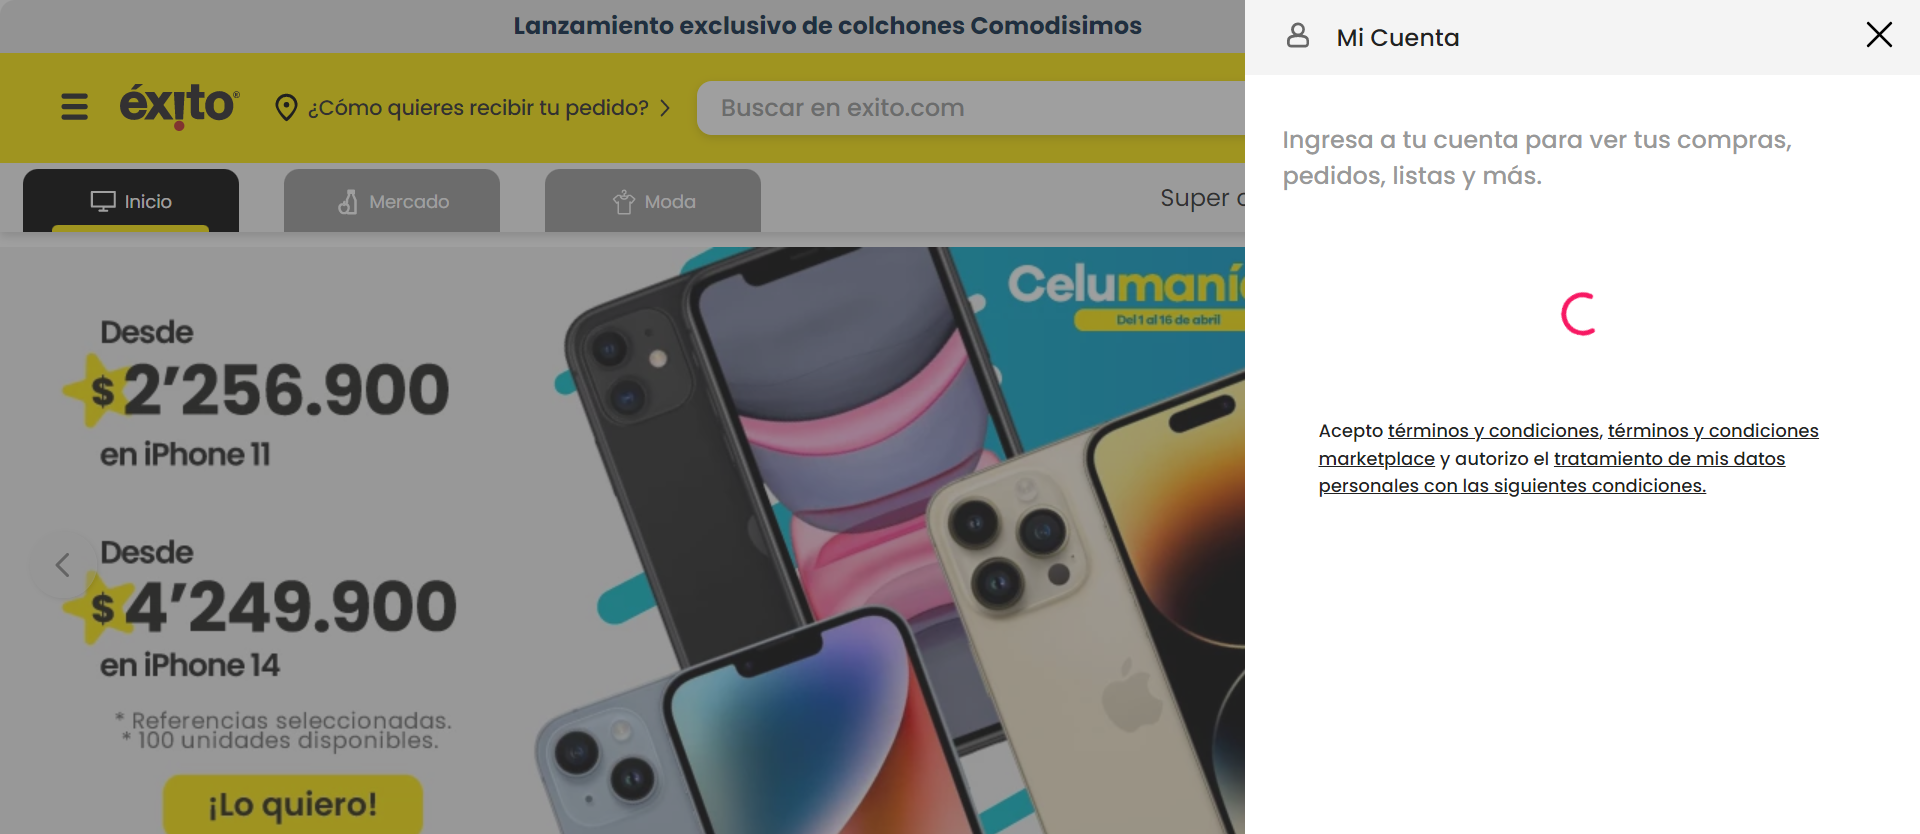 Lanzamiento exclusivo de colchones Comodisimos
éxito®
¿Cómo quieres recibir tu pedido?
Buscar en exito.com
Inicio
Mercado
Moda
Super
Desde
$2’256.900
en iPhone 11
Desde
$4’249.900
en iPhone 14
* Referencias seleccionadas.
* 100 unidades disponibles.
¡Lo quiero!
Celumaní
Del 1 al 16 de abril
Mi Cuenta
Ingresa a tu cuenta para ver tus compras,
pedidos, listas y más.
Acepto términos y condiciones, términos y condiciones
marketplace y autorizo el tratamiento de mis datos
personales con las siguientes condiciones.